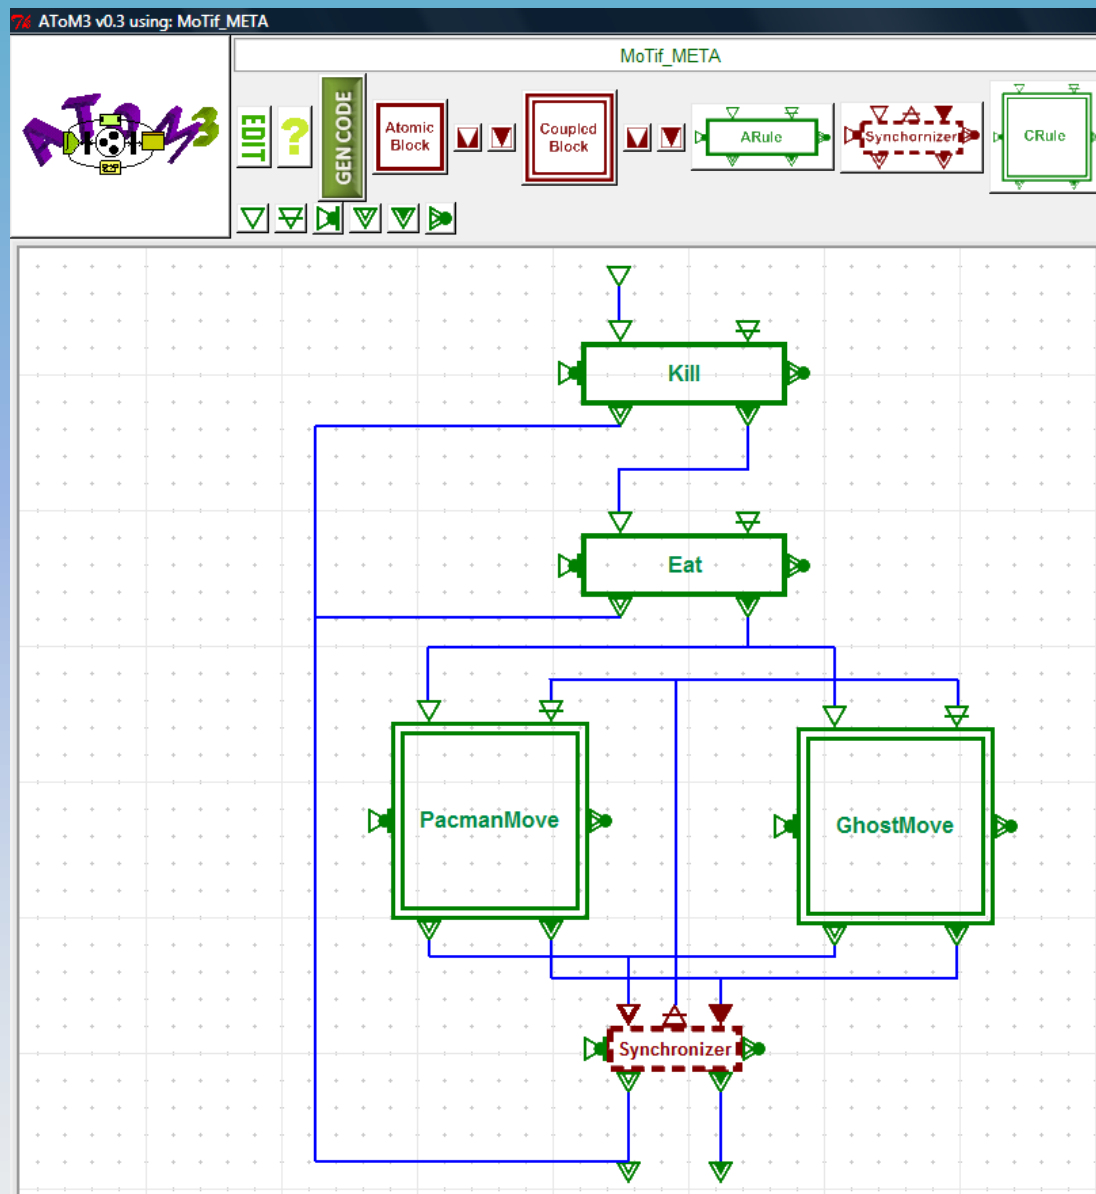 AToM3 v0.3 using: MoTif_META
MoTif_META
AToM3
EDIT
?
GEN CODE
Atomic
Block
Coupled
Block
ARule
Synchornizer
CRule
Kill
Eat
PacmanMove
GhostMove
Synchronizer